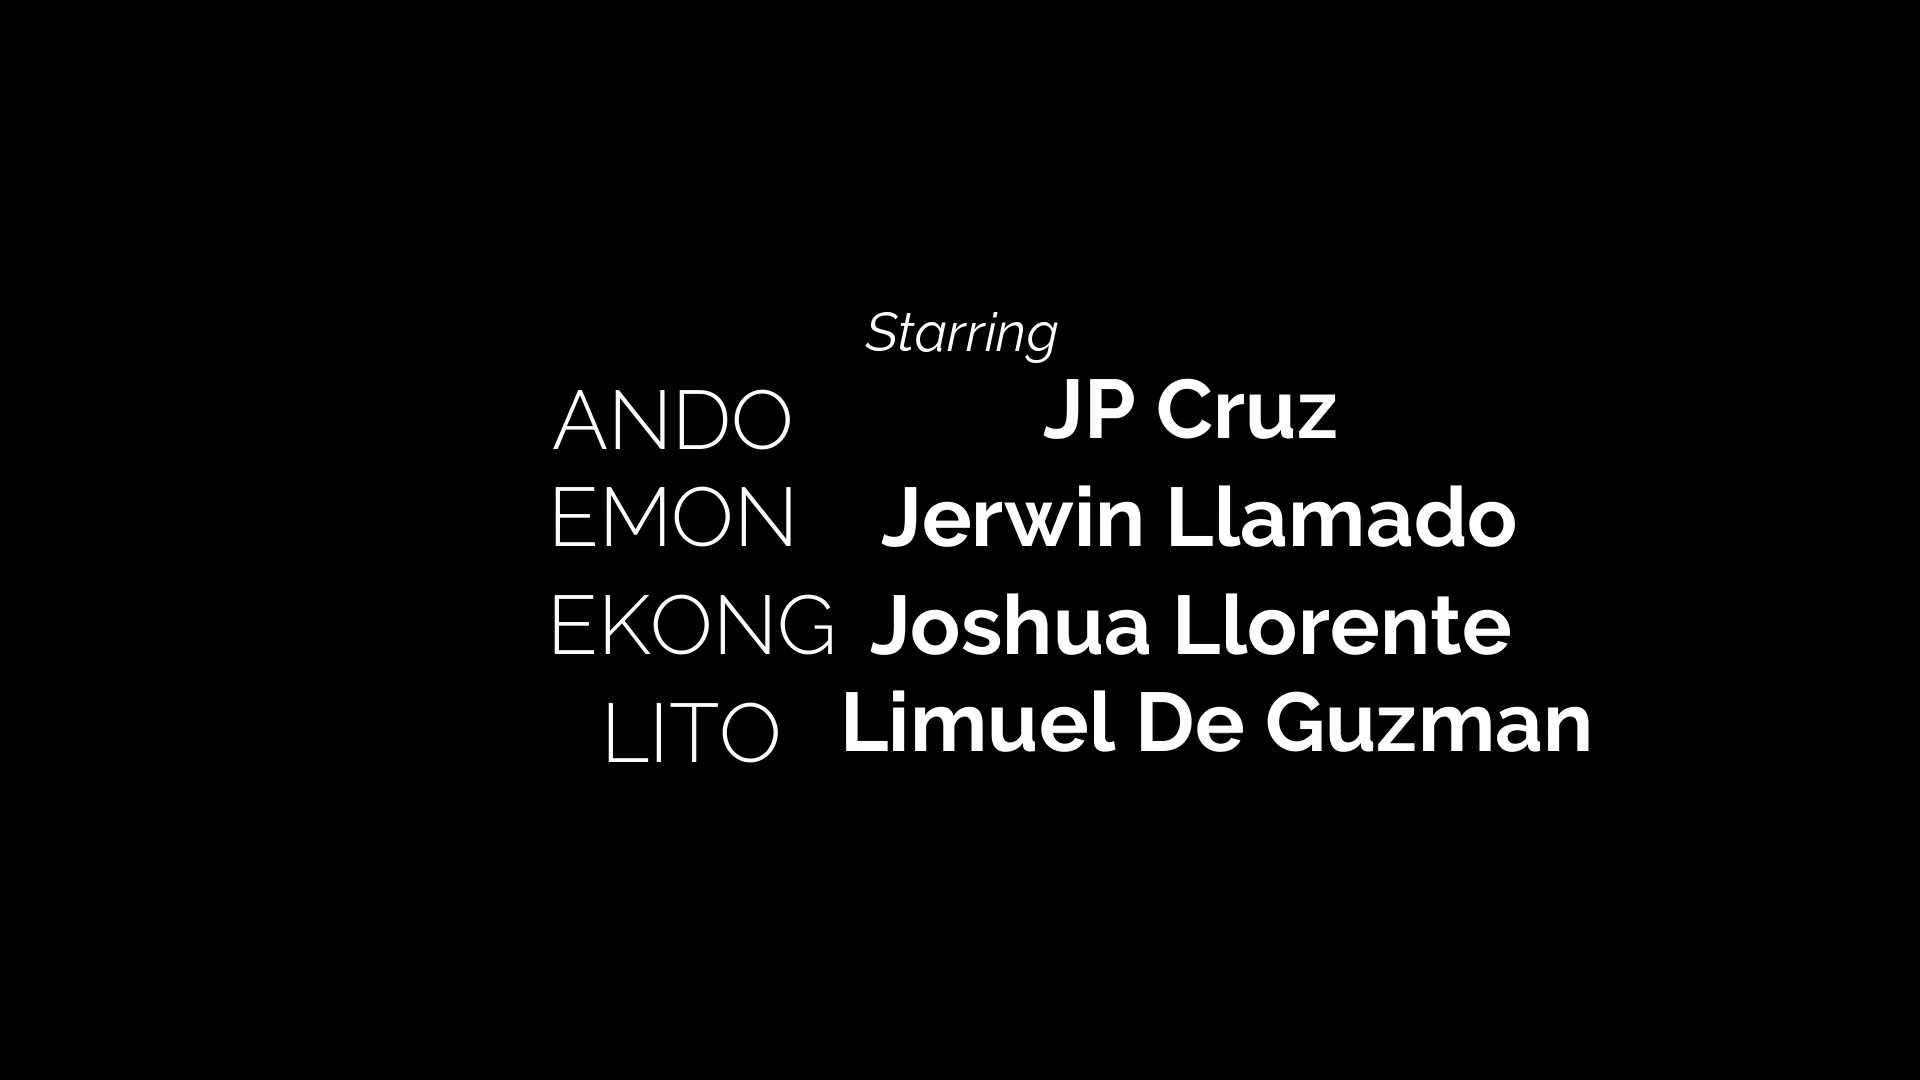 Starring
ANDO JP Cruz
EMON Jerwin Llamado
EKONG Joshua Llorente
LITO Limuel De Guzman